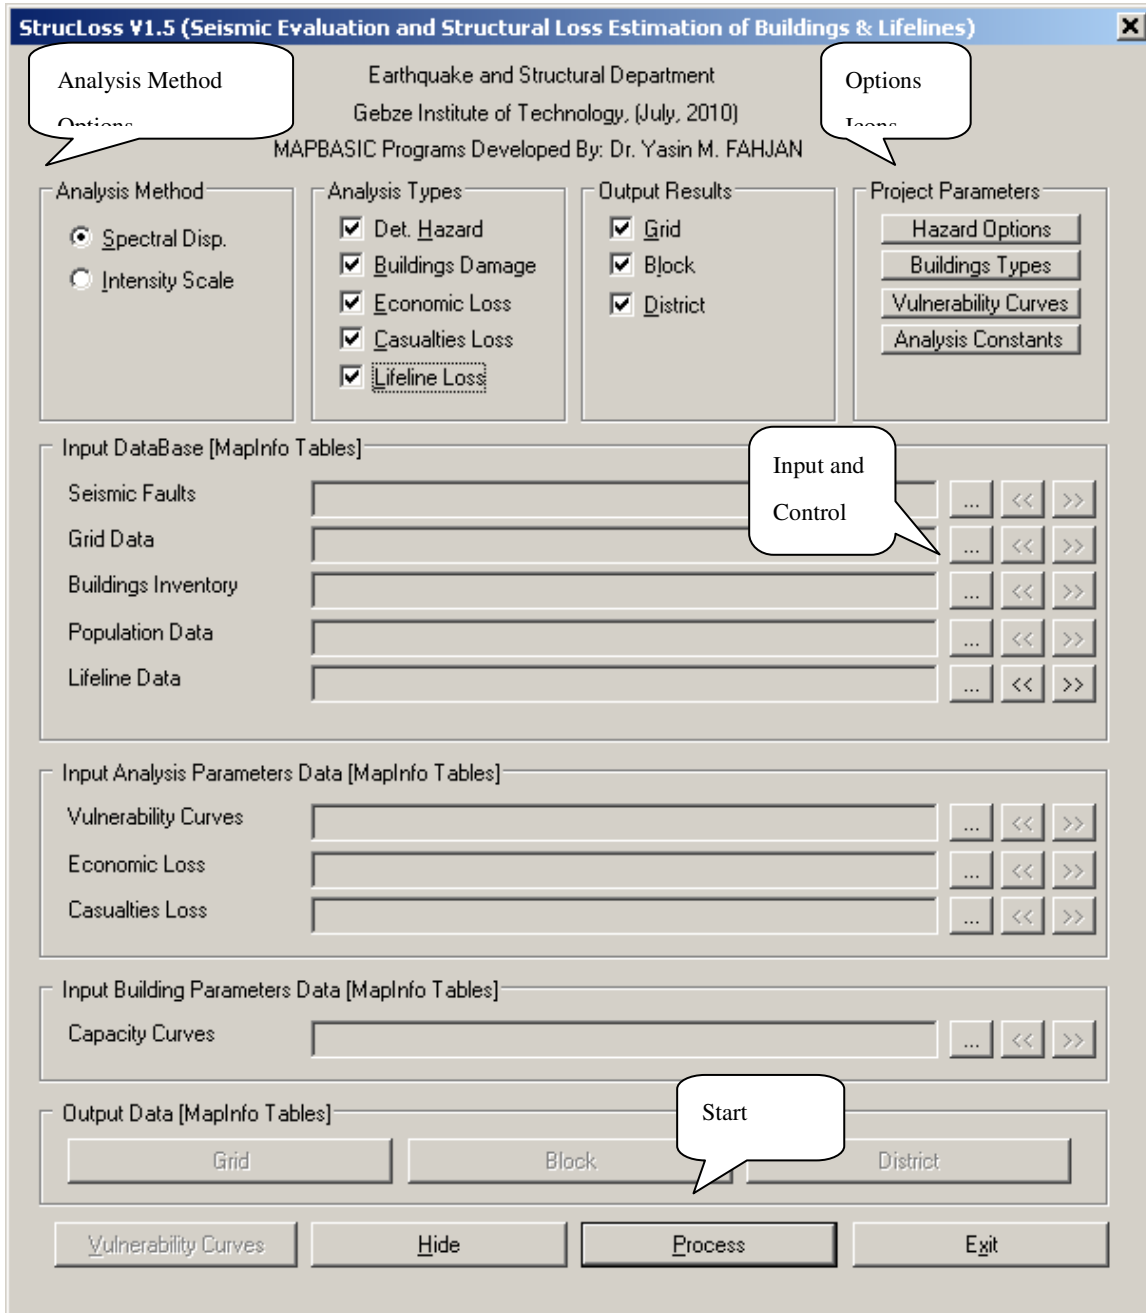 StrucLoss V1.5 (Seismic Evaluation and Structural Loss Estimation of Buildings & Lifelines)
Analysis Method
Options
Earthquake and Structural Department
Gebze Institute of Technology, (July, 2010)
MAPBASIC Programs Developed By: Dr. Yasin M. FAHJAN
Options
Icons
Analysis Method
Spectral Disp.
Intensity Scale
Analysis Types
Det. Hazard
Buildings Damage
Economic Loss
Casualties Loss
Lifeline Loss
Output Results
Grid
Block
District
Project Parameters
Hazard Options
Buildings Types
Vulnerability Curves
Analysis Constants
Input DataBase [MapInfo Tables]
Input and
Control
Seismic Faults ... << >>
Grid Data ... << >>
Buildings Inventory ... << >>
Population Data ... << >>
Lifeline Data ... << >>
Input Analysis Parameters Data [MapInfo Tables]
Vulnerability Curves ... << >>
Economic Loss ... << >>
Casualties Loss ... << >>
Input Building Parameters Data [MapInfo Tables]
Capacity Curves ... << >>
Output Data [MapInfo Tables]
Start
Grid Block District
Vulnerability Curves Hide Process Exit